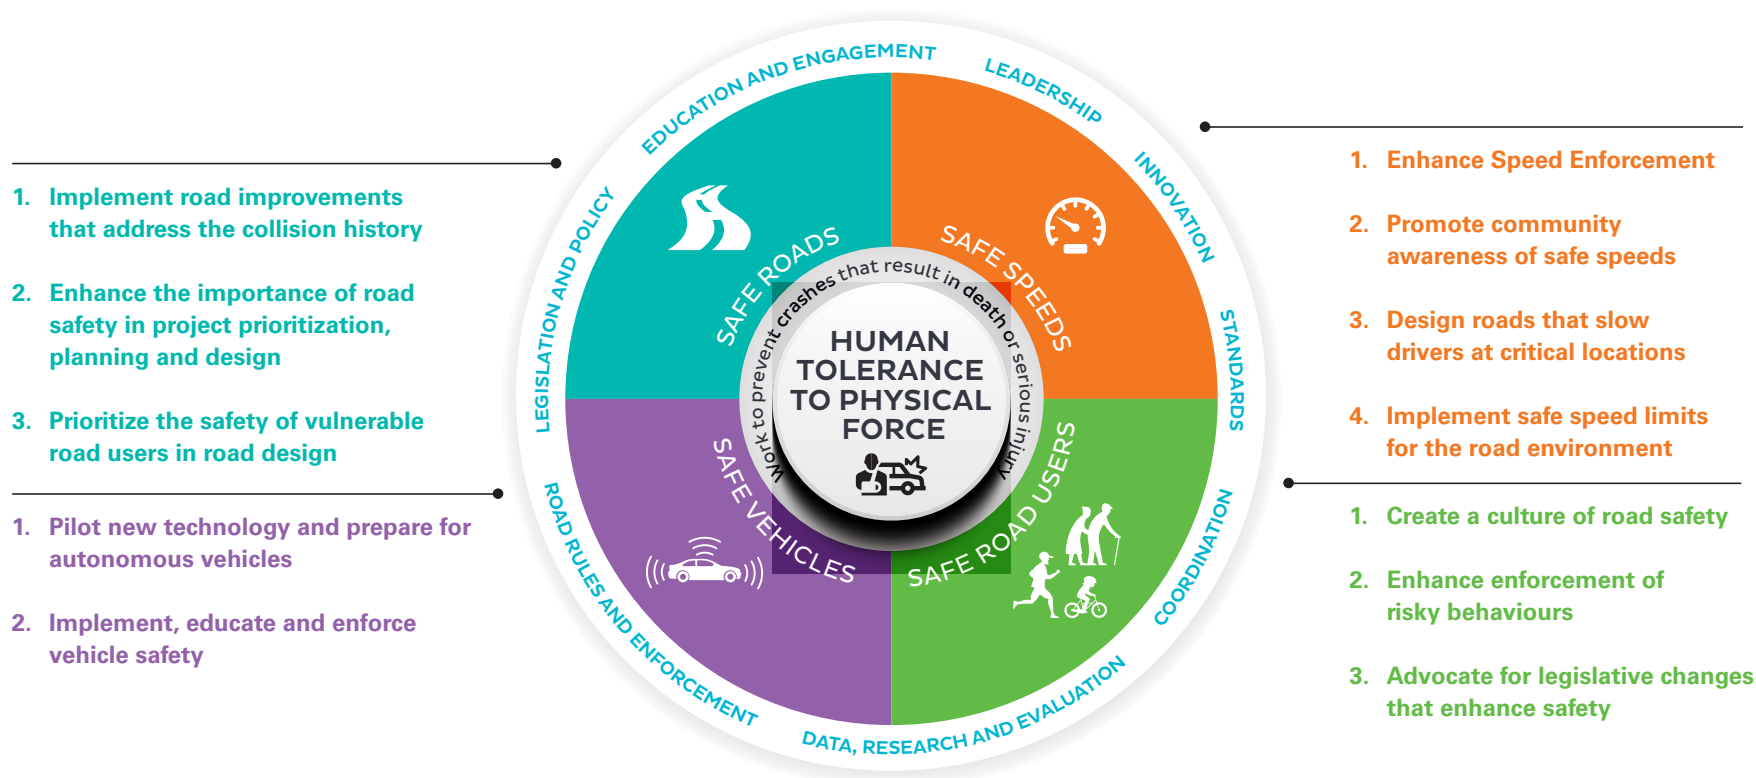 1. Implement road improvements
that address the collision history
2. Enhance the importance of road
safety in project prioritization,
planning and design
3. Prioritize the safety of vulnerable
road users in road design
1. Pilot new technology and prepare for
autonomous vehicles
2. Implement, educate and enforce
vehicle safety
EDUCATION AND ENGAGEMENT
LEADERSHIP
INNOVATION
STANDARDS
COORDINATION
DATA, RESEARCH AND EVALUATION
ROAD RULES AND ENFORCEMENT
LEGISLATION AND POLICY
SAFE ROADS
SAFE SPEEDS
SAFE ROAD USERS
SAFE VEHICLES
Work to prevent crashes that result in death or serious injury
HUMAN
TOLERANCE
TO PHYSICAL
FORCE
1. Enhance Speed Enforcement
2. Promote community
awareness of safe speeds
3. Design roads that slow
drivers at critical locations
4. Implement safe speed limits
for the road environment
1. Create a culture of road safety
2. Enhance enforcement of
risky behaviours
3. Advocate for legislative changes
that enhance safety